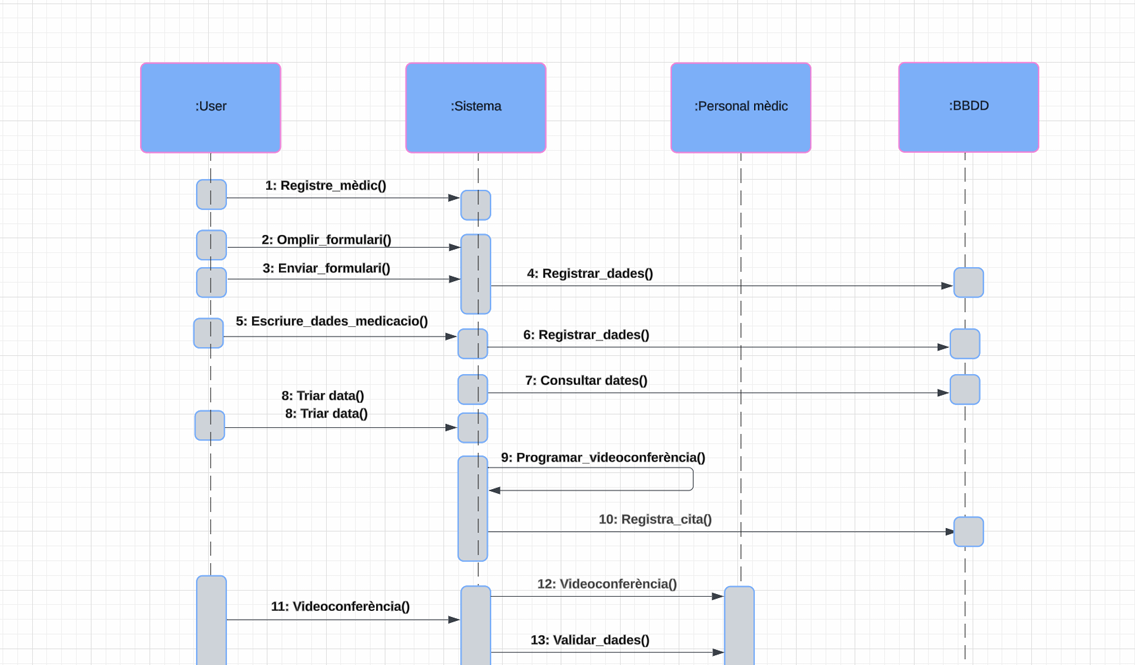 :User
:Sistema
:Personal mèdic
:BBDD
1: Registre_mèdic()
2: Omplir_formulari()
3: Enviar_formulari()
4: Registrar_dades()
5: Escriure_dades_medicacio()
6: Registrar_dades()
7: Consultar dates()
8: Triar data()
8: Triar data()
9: Programar_videoconferència()
10: Registra_cita()
12: Videoconferència()
11: Videoconferència()
13: Validar_dades()